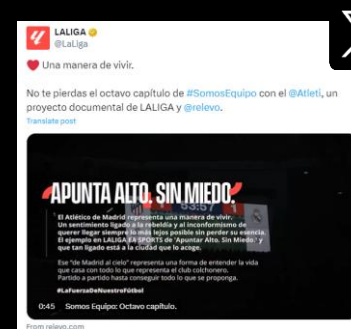 LALIGA
@LaLiga
Una manera de vivir.
No te pierdas el octavo capítulo de #SomosEquipo con el @Atleti, un
proyecto documental de LALIGA y @relevo.
Translate post
63:57
¡APUNTA ALTO, SIN MIEDO!
El Atlético de Madrid representa una manera de vivir.
Un sentimiento ligado a la rebeldía y al inconformismo de
querer llegar siempre lo más lejos posible sin perder su esencia.
El ejemplo en LALIGA EA SPORTS de 'Apuntar Alto. Sin Miedo.' y
que tan ligado está a la ciudad que lo acoge.
Ese "de Madrid al cielo" representa una forma de entender la vida
que casa con todo lo que representa el club colchonero.
Partido a partido hasta conseguir todo lo que se proponga.
#LaFuerzaDeNuestroFútbol
0:45 Somos Equipo: Octavo capítulo.
From relevo.com